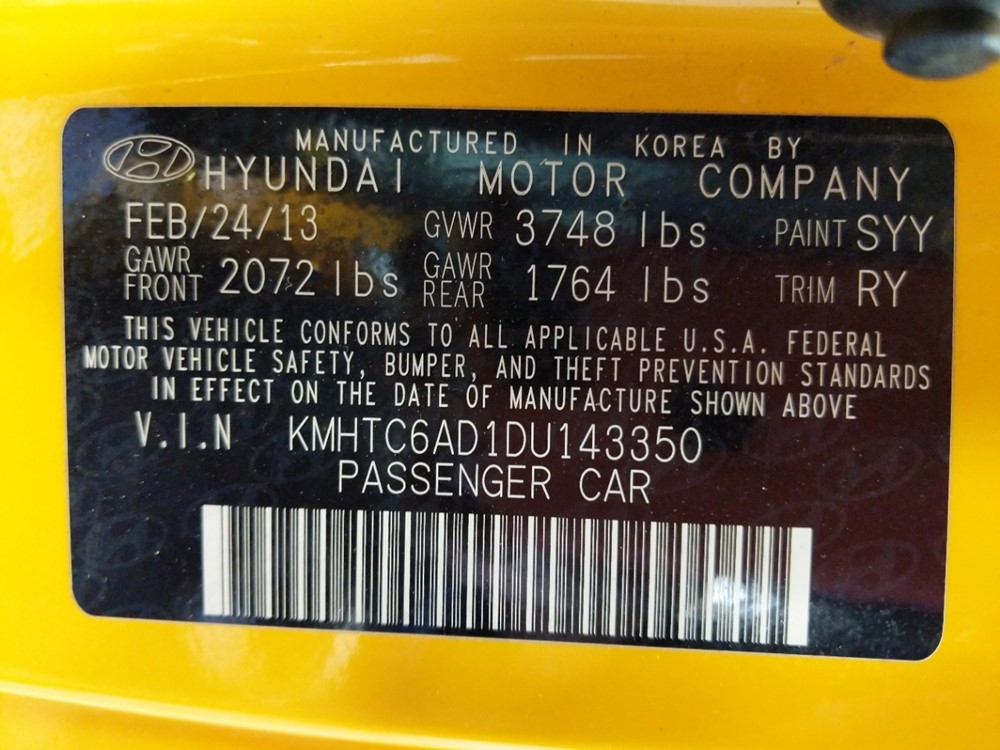 MANUFACTURED IN KOREA BY
HYUNDAI MOTOR COMPANY
FEB/24/13 GVWR 3748 lbs PAINT SYY
GAWR FRONT 2072 lbs GAWR REAR 1764 lbs TRIM RY
THIS VEHICLE CONFORMS TO ALL APPLICABLE U.S.A. FEDERAL
MOTOR VEHICLE SAFETY, BUMPER, AND THEFT PREVENTION STANDARDS
IN EFFECT ON THE DATE OF MANUFACTURE SHOWN ABOVE
V.I.N KMHTC6AD1DU143350
PASSENGER CAR